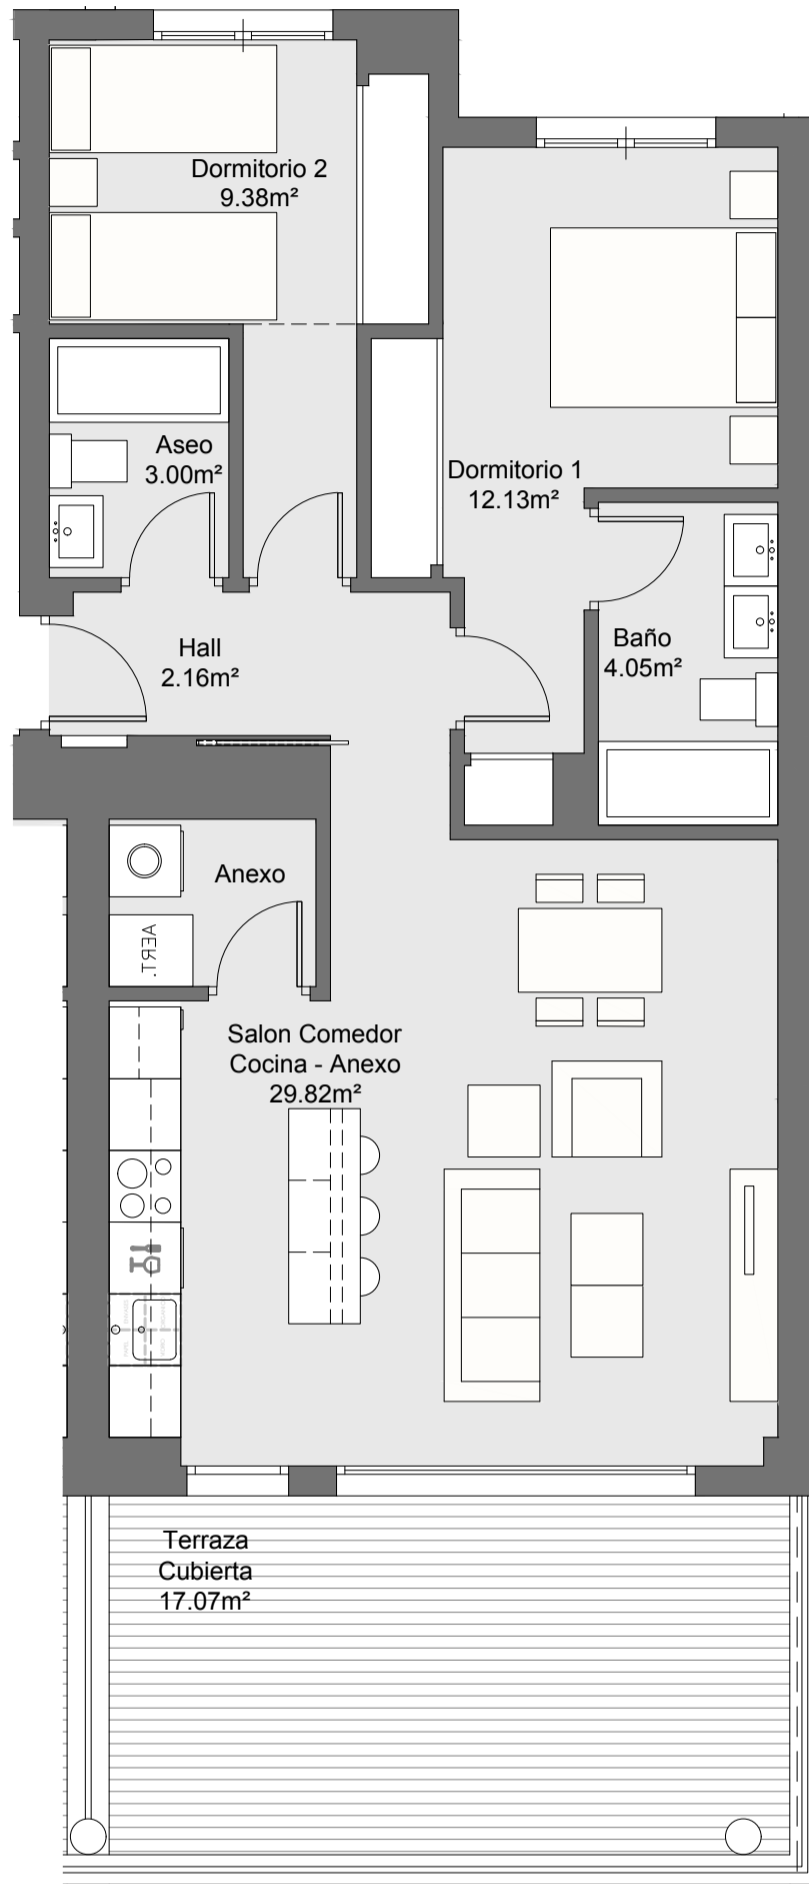 Dormitorio 2
9.38m²
Aseo
3.00m²
Dormitorio 1
12.13m²
Hall
2.16m²
Baño
4.05m²
Anexo
AERT.
Salon Comedor
Cocina - Anexo
29.82m²
Terraza
Cubierta
17.07m²